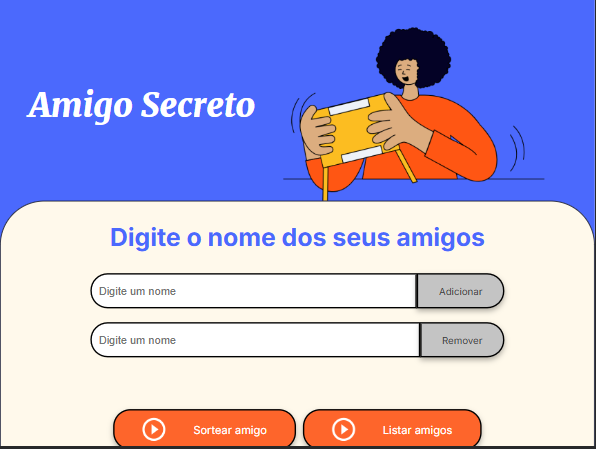 Amigo Secreto
Digite o nome dos seus amigos
Digite um nome Adicionar
Digite um nome Remover
Sortear amigo Listar amigos